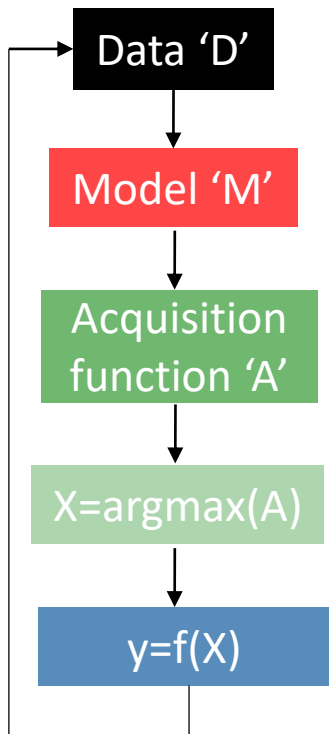 Data ‘D’
Model ‘M’
Acquisition
function ‘A’
X=argmax(A)
y=f(X)